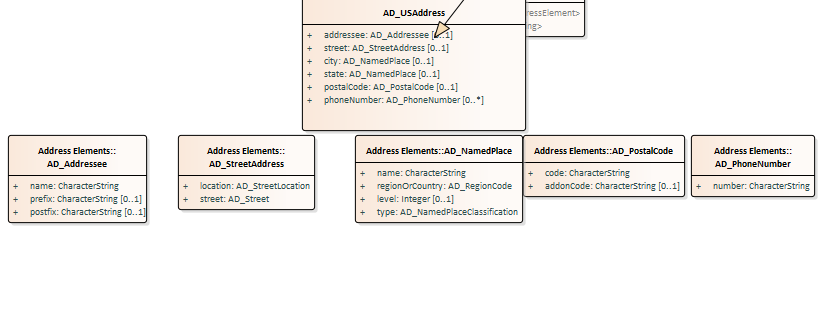 AD_USAddress
ressElement>
ng>
+ addressee: AD_Addressee [0..1]
+ street: AD_StreetAddress [0..1]
+ city: AD_NamedPlace [0..1]
+ state: AD_NamedPlace [0..1]
+ postalCode: AD_PostalCode [0..1]
+ phoneNumber: AD_PhoneNumber [0..*]
Address Elements::
AD_Addressee
+ name: CharacterString
+ prefix: CharacterString [0..1]
+ postfix: CharacterString [0..1]
Address Elements::
AD_StreetAddress
+ location: AD_StreetLocation
+ street: AD_Street
Address Elements::AD_NamedPlace
+ name: CharacterString
+ regionOrCountry: AD_RegionCode
+ level: Integer [0..1]
+ type: AD_NamedPlaceClassification
Address Elements::AD_PostalCode
+ code: CharacterString
+ addonCode: CharacterString [0..1]
Address Elements::
AD_PhoneNumber
+ number: CharacterString